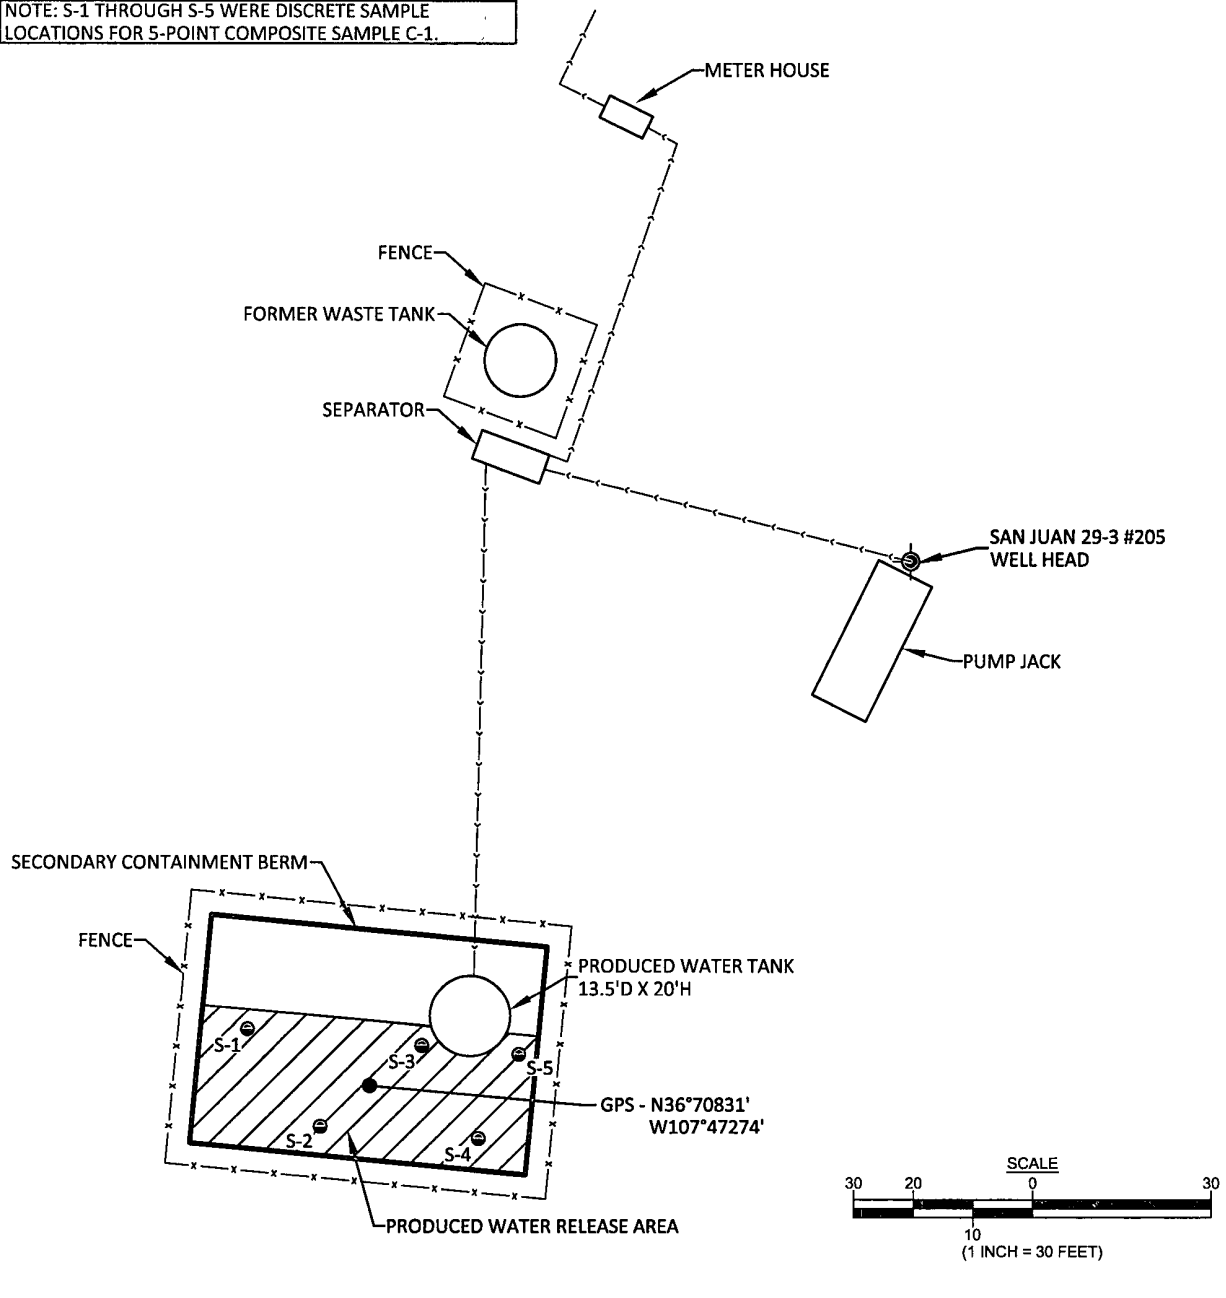 NOTE: S-1 THROUGH S-5 WERE DISCRETE SAMPLE
LOCATIONS FOR 5-POINT COMPOSITE SAMPLE C-1.
METER HOUSE
FENCE
FORMER WASTE TANK
SEPARATOR
SAN JUAN 29-3 #205
WELL HEAD
PUMP JACK
SECONDARY CONTAINMENT BERM
FENCE
PRODUCED WATER TANK
13.5'D X 20'H
S-1
S-3
S-5
GPS - N36°70831'
W107°47274'
S-2
S-4
PRODUCED WATER RELEASE AREA
SCALE
30 20 0 30
10
(1 INCH = 30 FEET)